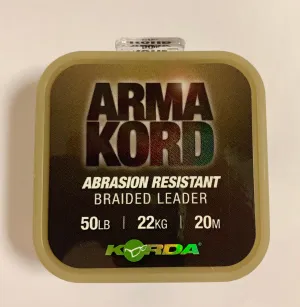 ARMA
KORD
ABRASION RESISTANT
BRAIDED LEADER
50LB | 22KG | 20M
KORDA